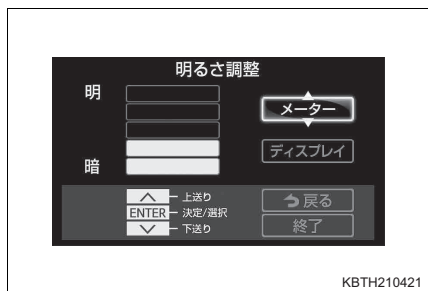 明るさ調整
明
メーター
ディスプレイ
暗
上送り
ENTER 決定/選択
下送り
戻る
終了
KBTH210421